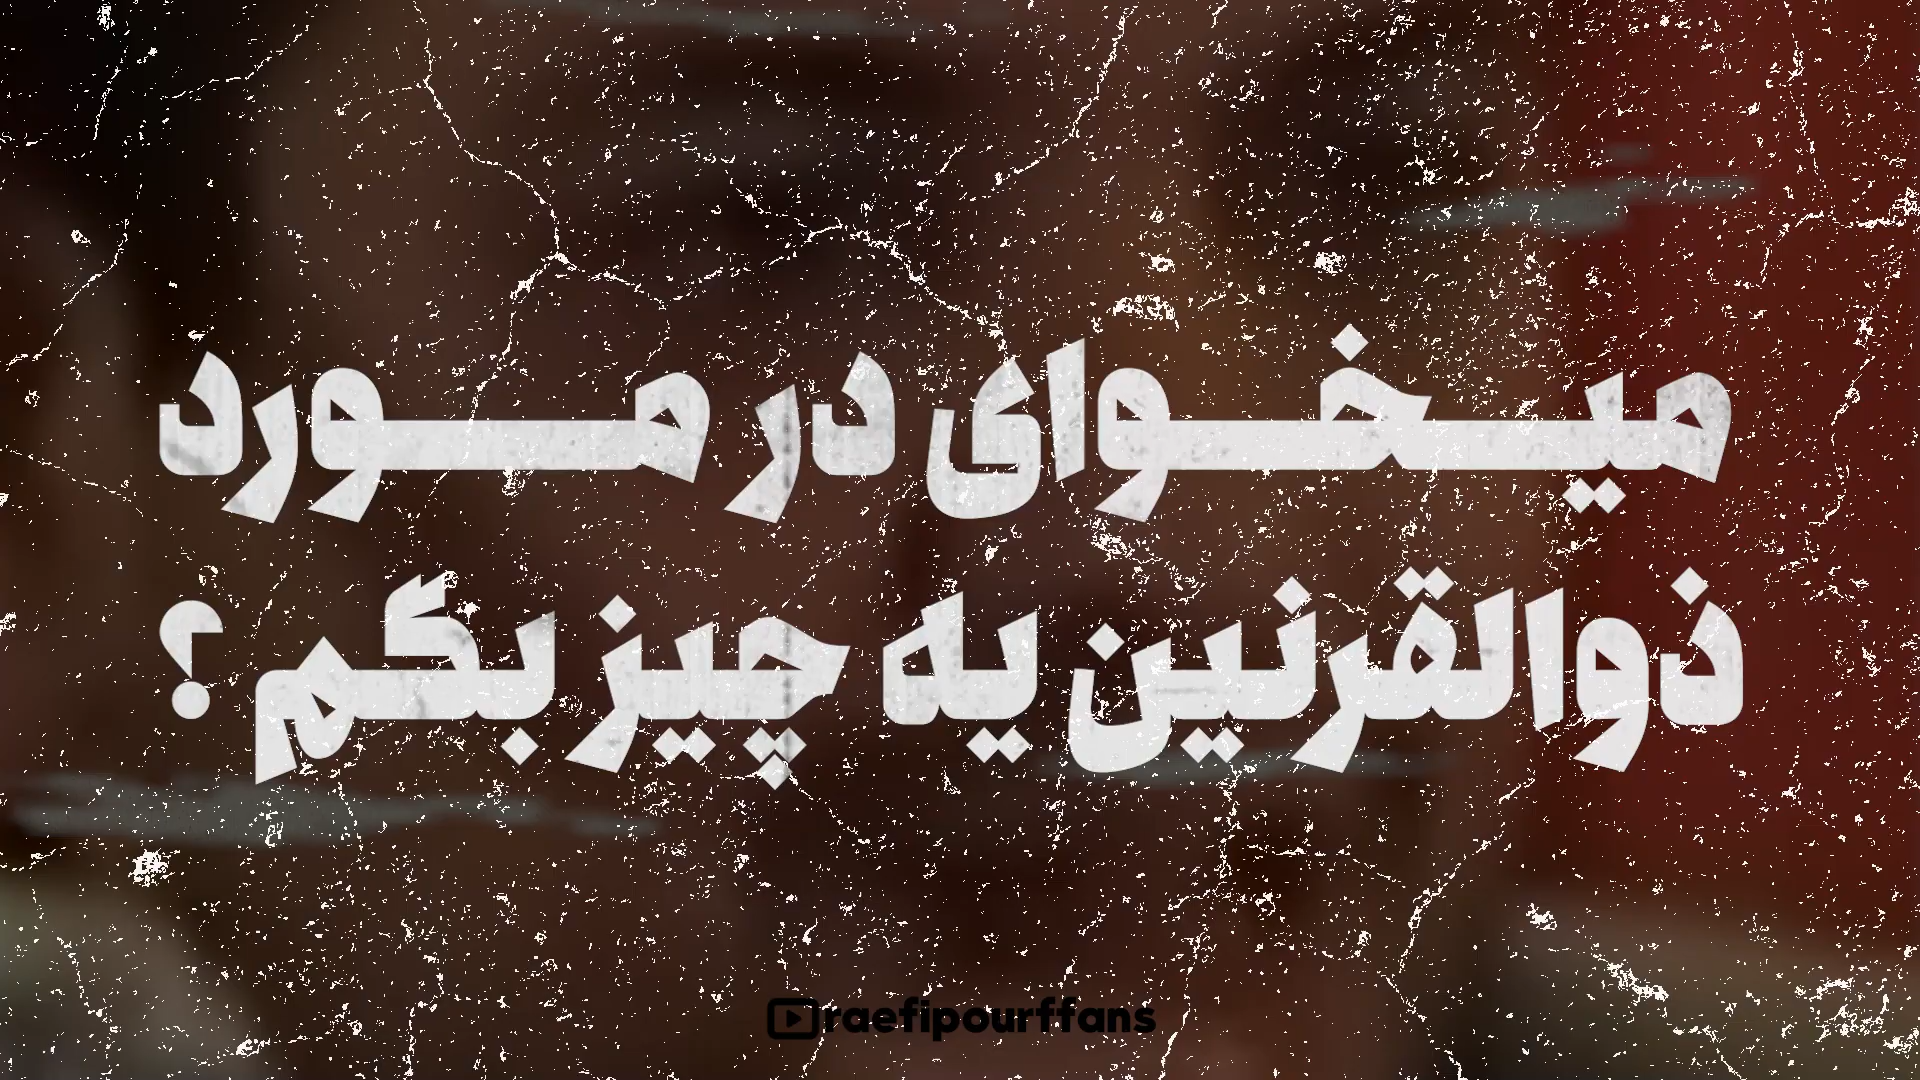 میخوای در مورد
ذوالقرنین یه چیز بگم ؟
raefipourffans